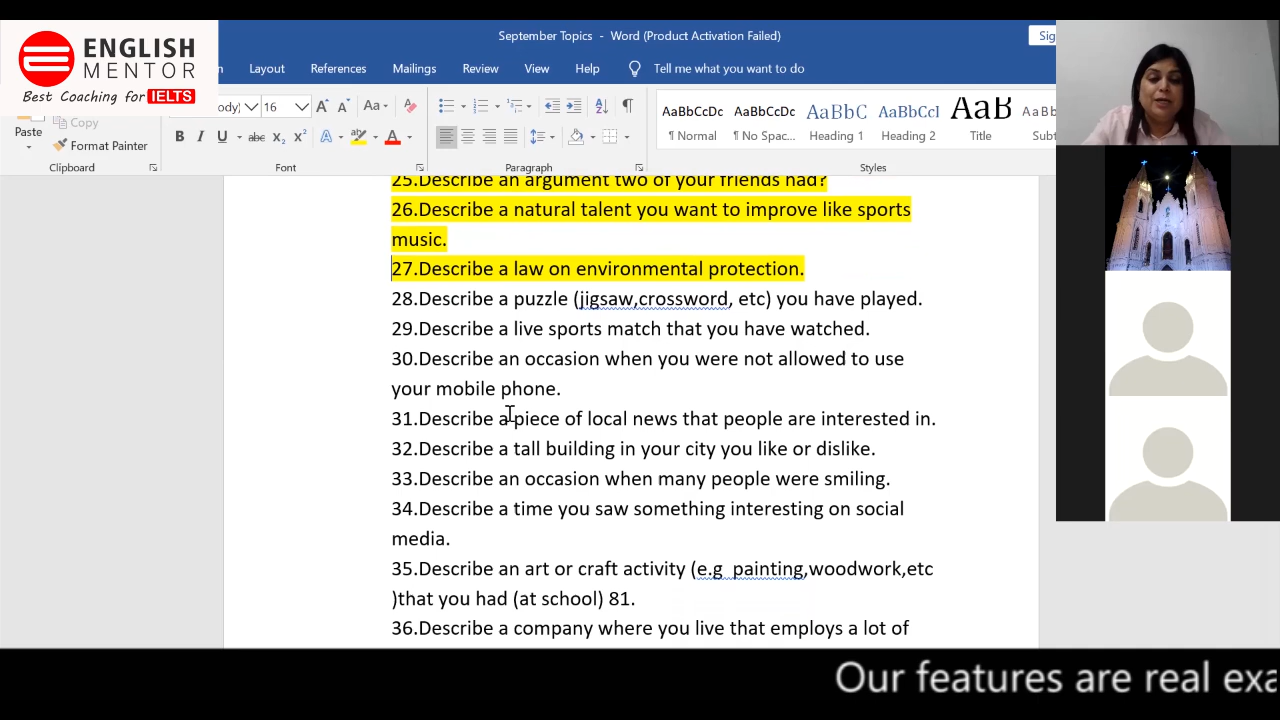 ENGLISH
MENTOR
Best Coaching for IELTS
September Topics - Word (Product Activation Failed)
Layout References Mailings Review View Help Tell me what you want to do
16 Aa
Paste
Copy
Format Painter
B I U abc x₂ x² A A
AaBbCcDc AaBbCcDc AaBbC AaBbCcI AaB
¶ Normal ¶ No Spac... Heading 1 Heading 2 Title
Clipboard Font Paragraph Styles
25.Describe an argument two of your friends had?
26.Describe a natural talent you want to improve like sports
music.
27.Describe a law on environmental protection.
28.Describe a puzzle (jigsaw,crossword, etc) you have played.
29.Describe a live sports match that you have watched.
30.Describe an occasion when you were not allowed to use
your mobile phone.
31.Describe a piece of local news that people are interested in.
32.Describe a tall building in your city you like or dislike.
33.Describe an occasion when many people were smiling.
34.Describe a time you saw something interesting on social
media.
35.Describe an art or craft activity (e.g  painting,woodwork,etc
)that you had (at school) 81.
36.Describe a company where you live that employs a lot of
Our features are real exa